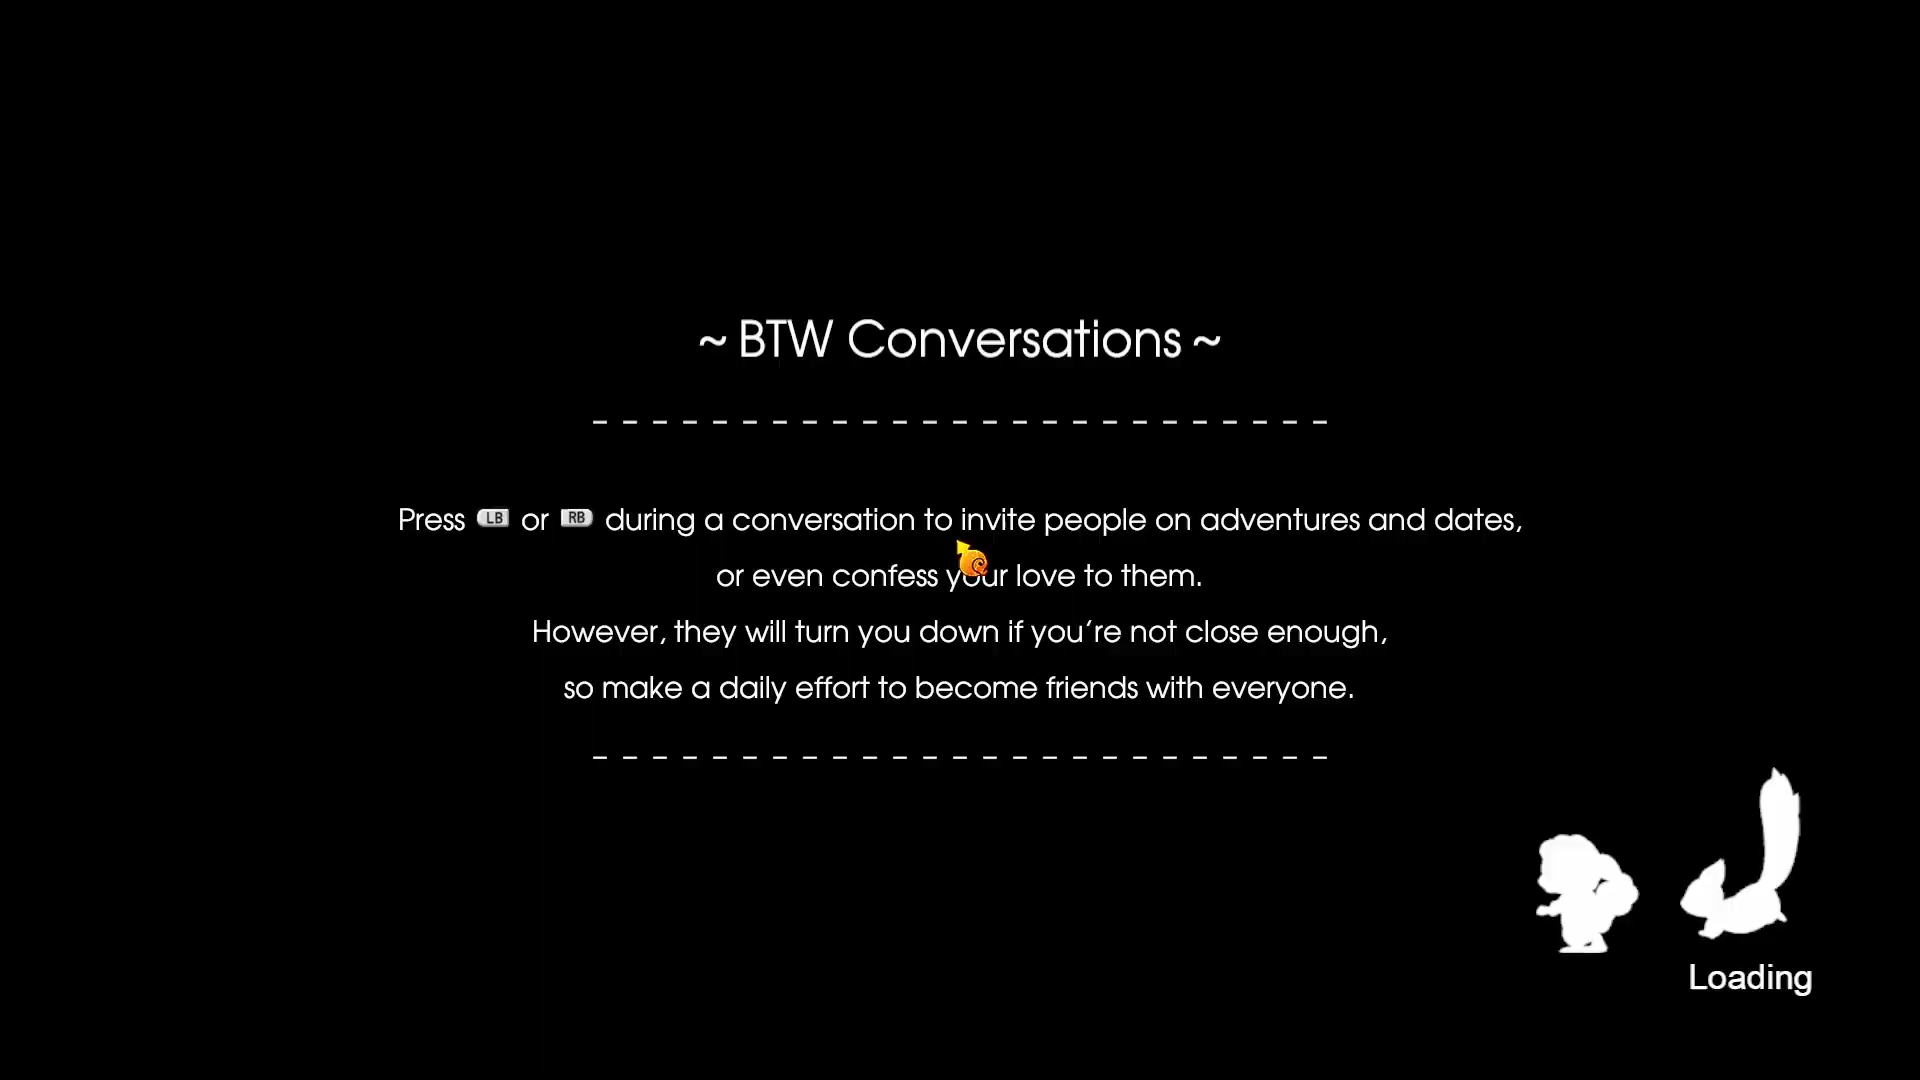 ~ BTW Conversations ~
Press LB or RB during a conversation to invite people on adventures and dates,
or even confess your love to them.
However, they will turn you down if you're not close enough,
so make a daily effort to become friends with everyone.
Loading